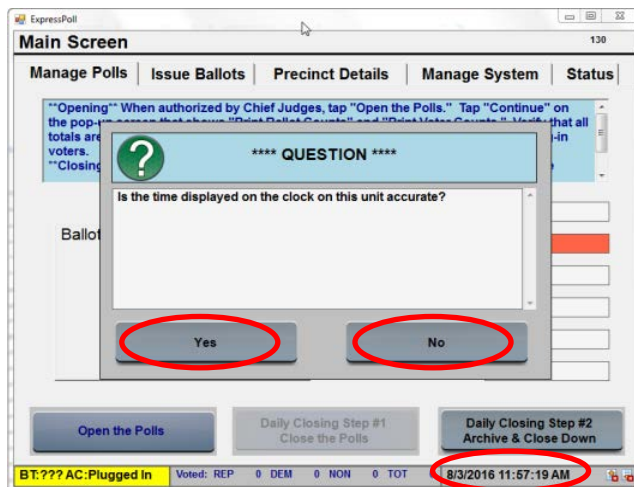 ExpressPoll
Main Screen
130
Manage Polls
Issue Ballots
Precinct Details
Manage System
Status
**Opening** When authorized by Chief Judges, tap "Open the Polls." Tap "Continue" on
the pop-up screen that shows "Print Ballot Counts" and "Print Voter Counts." Verify that all
totals are
-in
voters.
**Closing
**** QUESTION ****
Is the time displayed on the clock on this unit accurate?
Ballot
Yes
No
Open the Polls
Daily Closing Step #1
Close the Polls
Daily Closing Step #2
Archive & Close Down
BT:??? AC:Plugged In
Voted: REP 0 DEM 0 NON 0 TOT
8/3/2016 11:57:19 AM